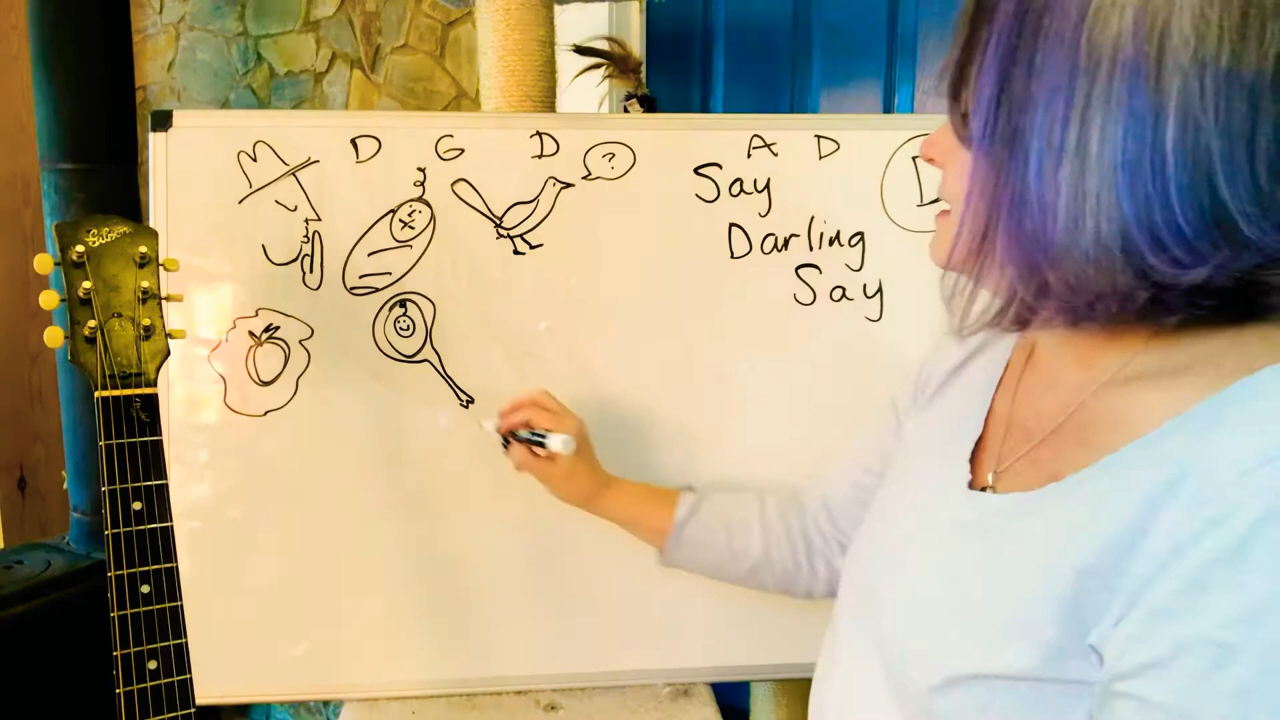 D G D ? A D
Say
Darling
Say
Gibson